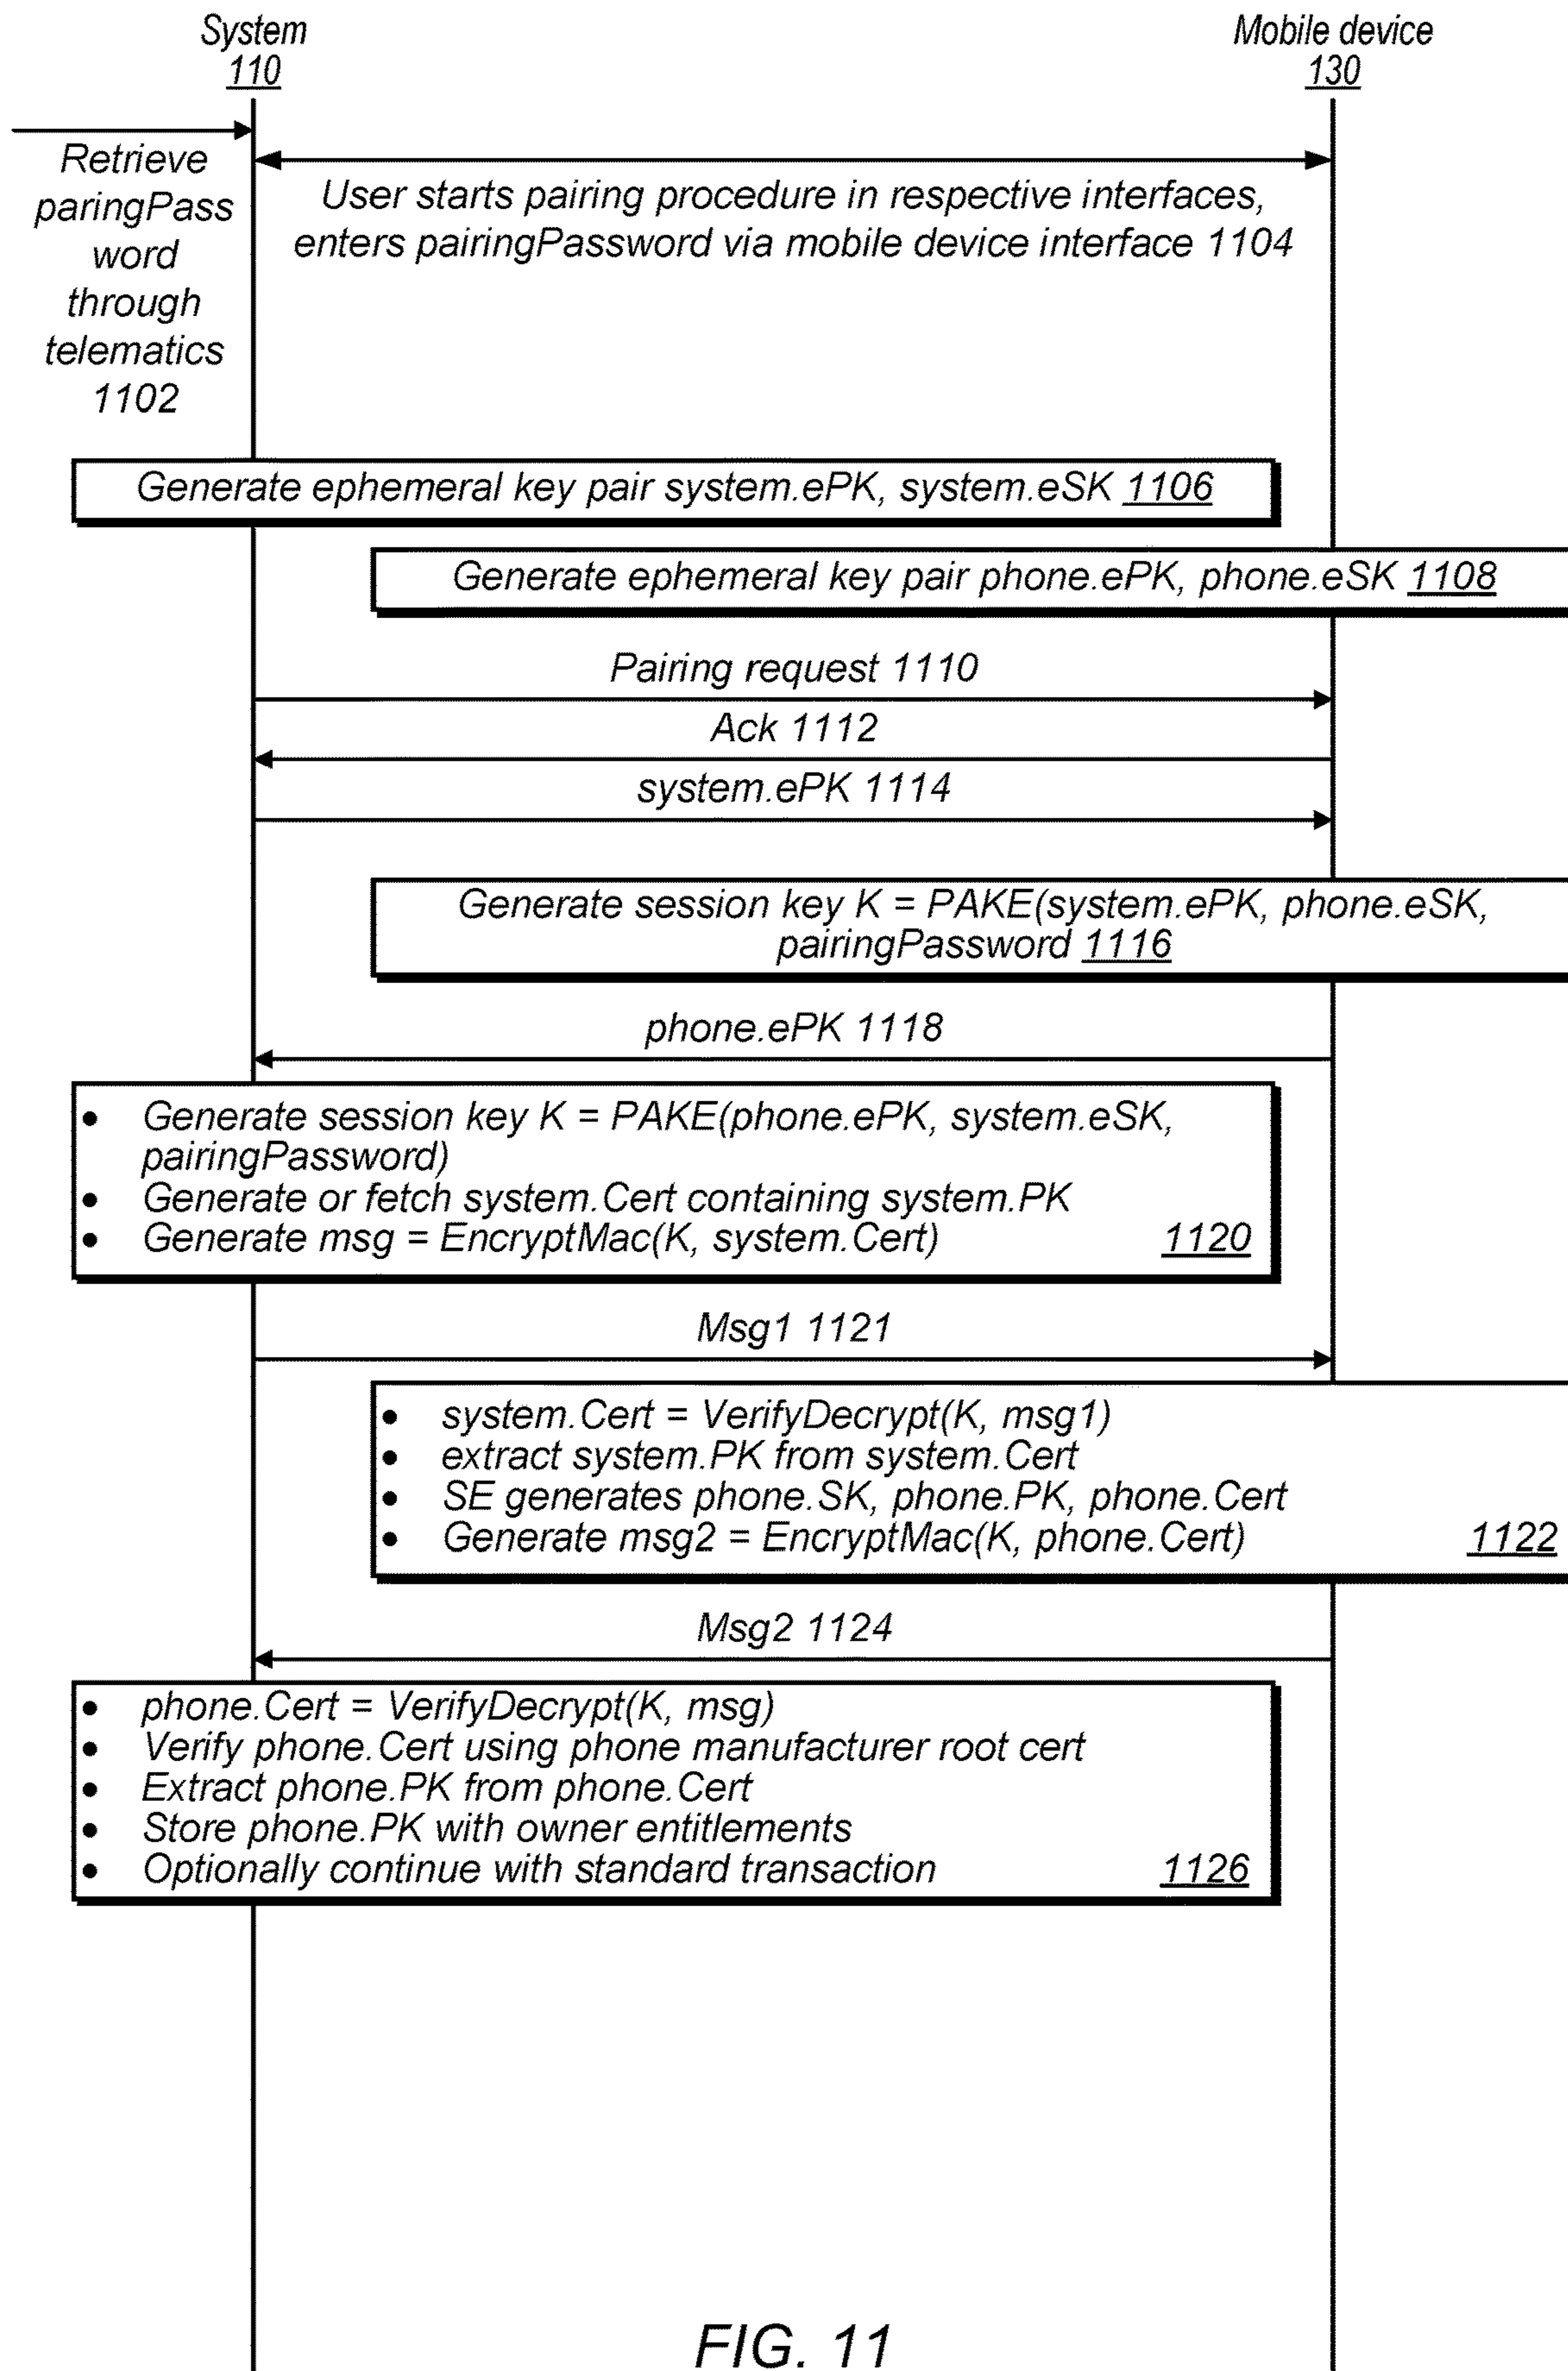 System
110
Mobile device
130
Retrieve
paringPass
word
through
telematics
1102
User starts pairing procedure in respective interfaces,
enters pairingPassword via mobile device interface 1104
Generate ephemeral key pair system.ePK, system.eSK 1106
Generate ephemeral key pair phone.ePK, phone.eSK 1108
Pairing request 1110
Ack 1112
system.ePK 1114
Generate session key K = PAKE(system.ePK, phone.eSK,
pairingPassword 1116
phone.ePK 1118
• Generate session key K = PAKE(phone.ePK, system.eSK,
pairingPassword)
• Generate or fetch system.Cert containing system.PK
• Generate msg = EncryptMac(K, system.Cert) 1120
Msg1 1121
• system.Cert = VerifyDecrypt(K, msg1)
• extract system.PK from system.Cert
• SE generates phone.SK, phone.PK, phone.Cert
• Generate msg2 = EncryptMac(K, phone.Cert) 1122
Msg2 1124
• phone.Cert = VerifyDecrypt(K, msg)
• Verify phone.Cert using phone manufacturer root cert
• Extract phone.PK from phone.Cert
• Store phone.PK with owner entitlements
• Optionally continue with standard transaction 1126
FIG. 11